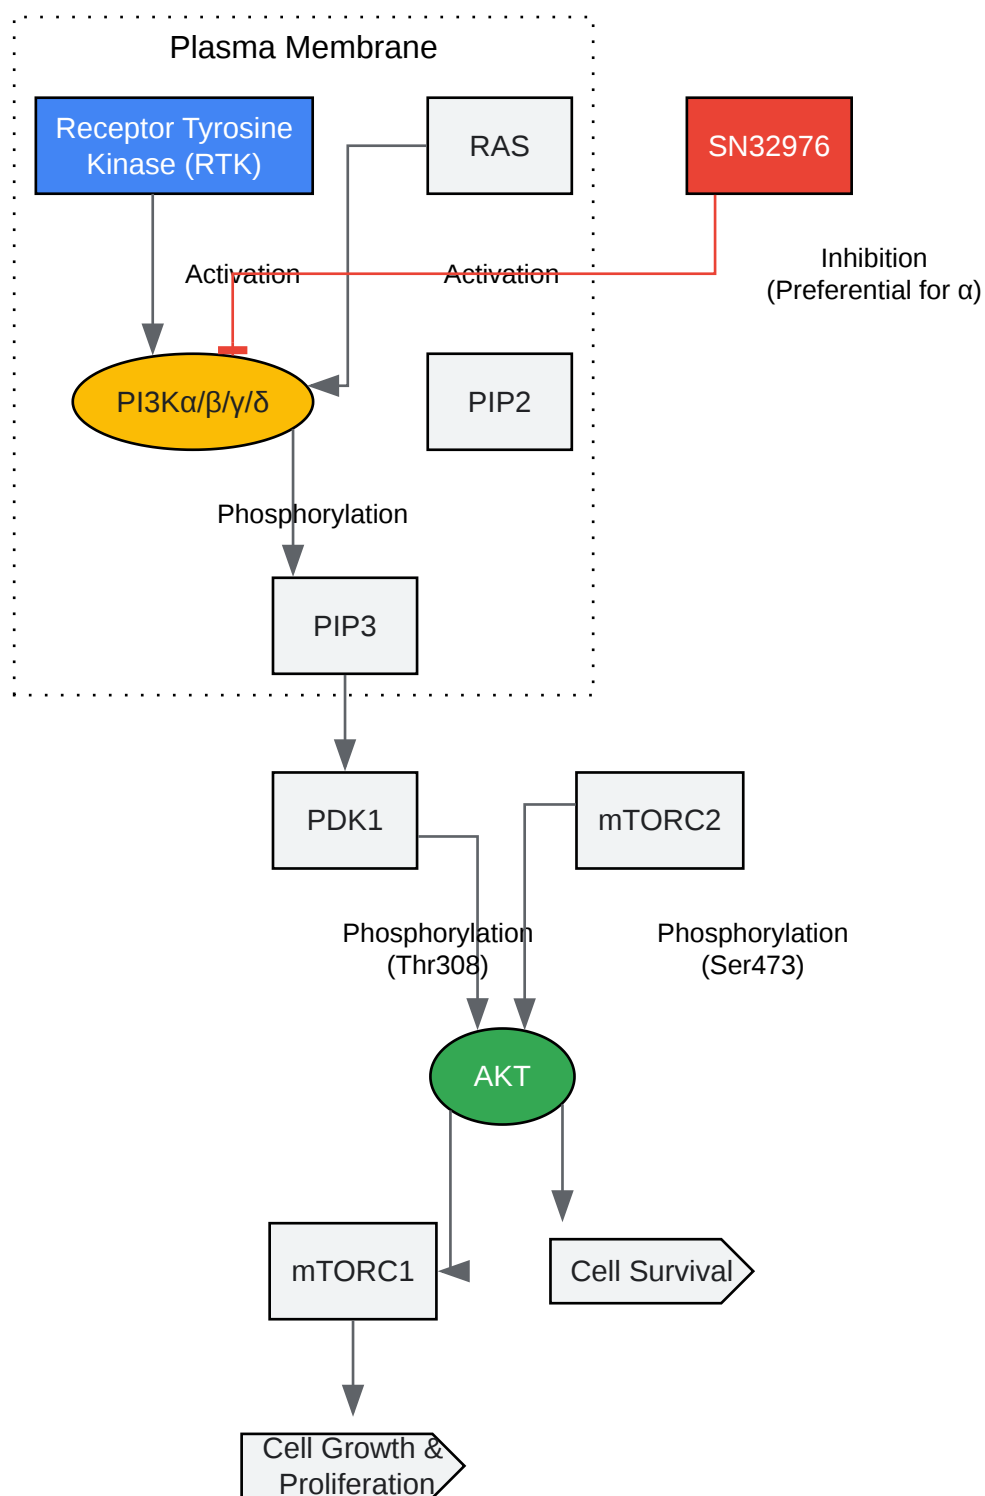 Plasma Membrane
Receptor Tyrosine
Kinase (RTK)
RAS
SN32976
Activation
Activation
Inhibition
(Preferential for α)
PI3Kα/β/γ/δ
PIP2
Phosphorylation
PIP3
PDK1
mTORC2
Phosphorylation
(Thr308)
Phosphorylation
(Ser473)
AKT
mTORC1
Cell Survival
Cell Growth &
Proliferation